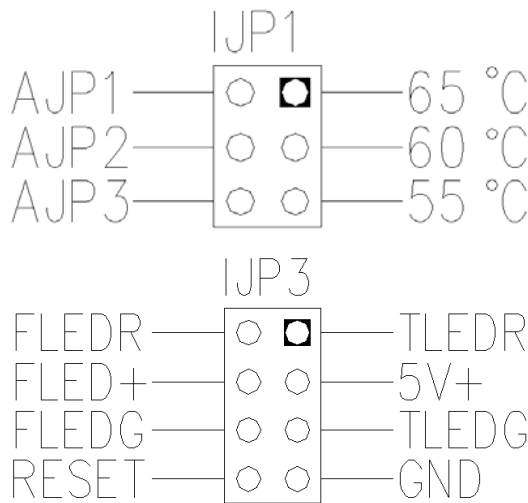 IJP1
AJP1 65°C
AJP2 60°C
AJP3 55°C
IJP3
FLEDR TLEDR
FLED+ 5V+
FLEDG TLEDG
RESET GND